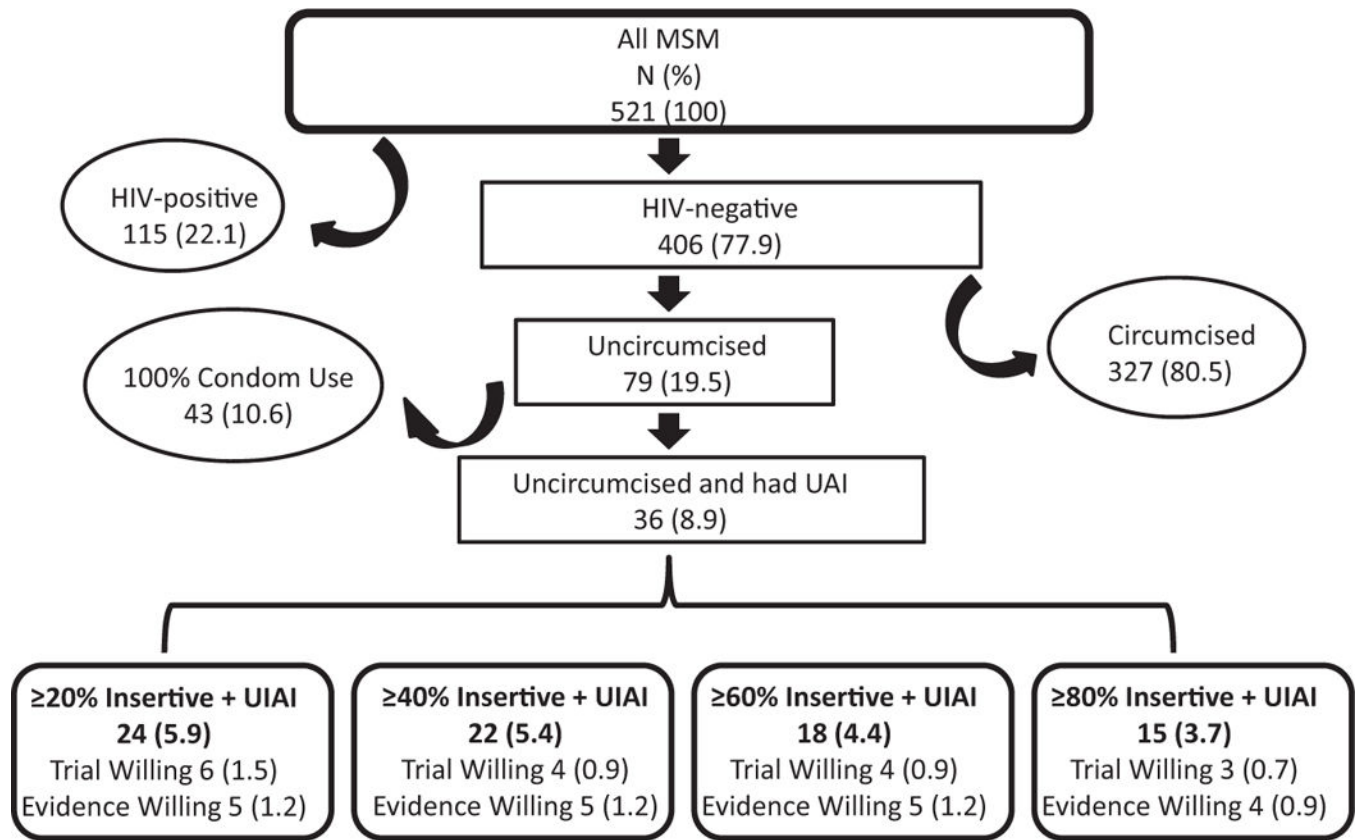 All MSM
N (%)
521 (100)
HIV-positive
115 (22.1)
HIV-negative
406 (77.9)
Circumcised
327 (80.5)
Uncircumcised
79 (19.5)
100% Condom Use
43 (10.6)
Uncircumcised and had UAI
36 (8.9)
≥20% Insertive + UIAI
24 (5.9)
Trial Willing 6 (1.5)
Evidence Willing 5 (1.2)
≥40% Insertive + UIAI
22 (5.4)
Trial Willing 4 (0.9)
Evidence Willing 5 (1.2)
≥60% Insertive + UIAI
18 (4.4)
Trial Willing 4 (0.9)
Evidence Willing 5 (1.2)
≥80% Insertive + UIAI
15 (3.7)
Trial Willing 3 (0.7)
Evidence Willing 4 (0.9)